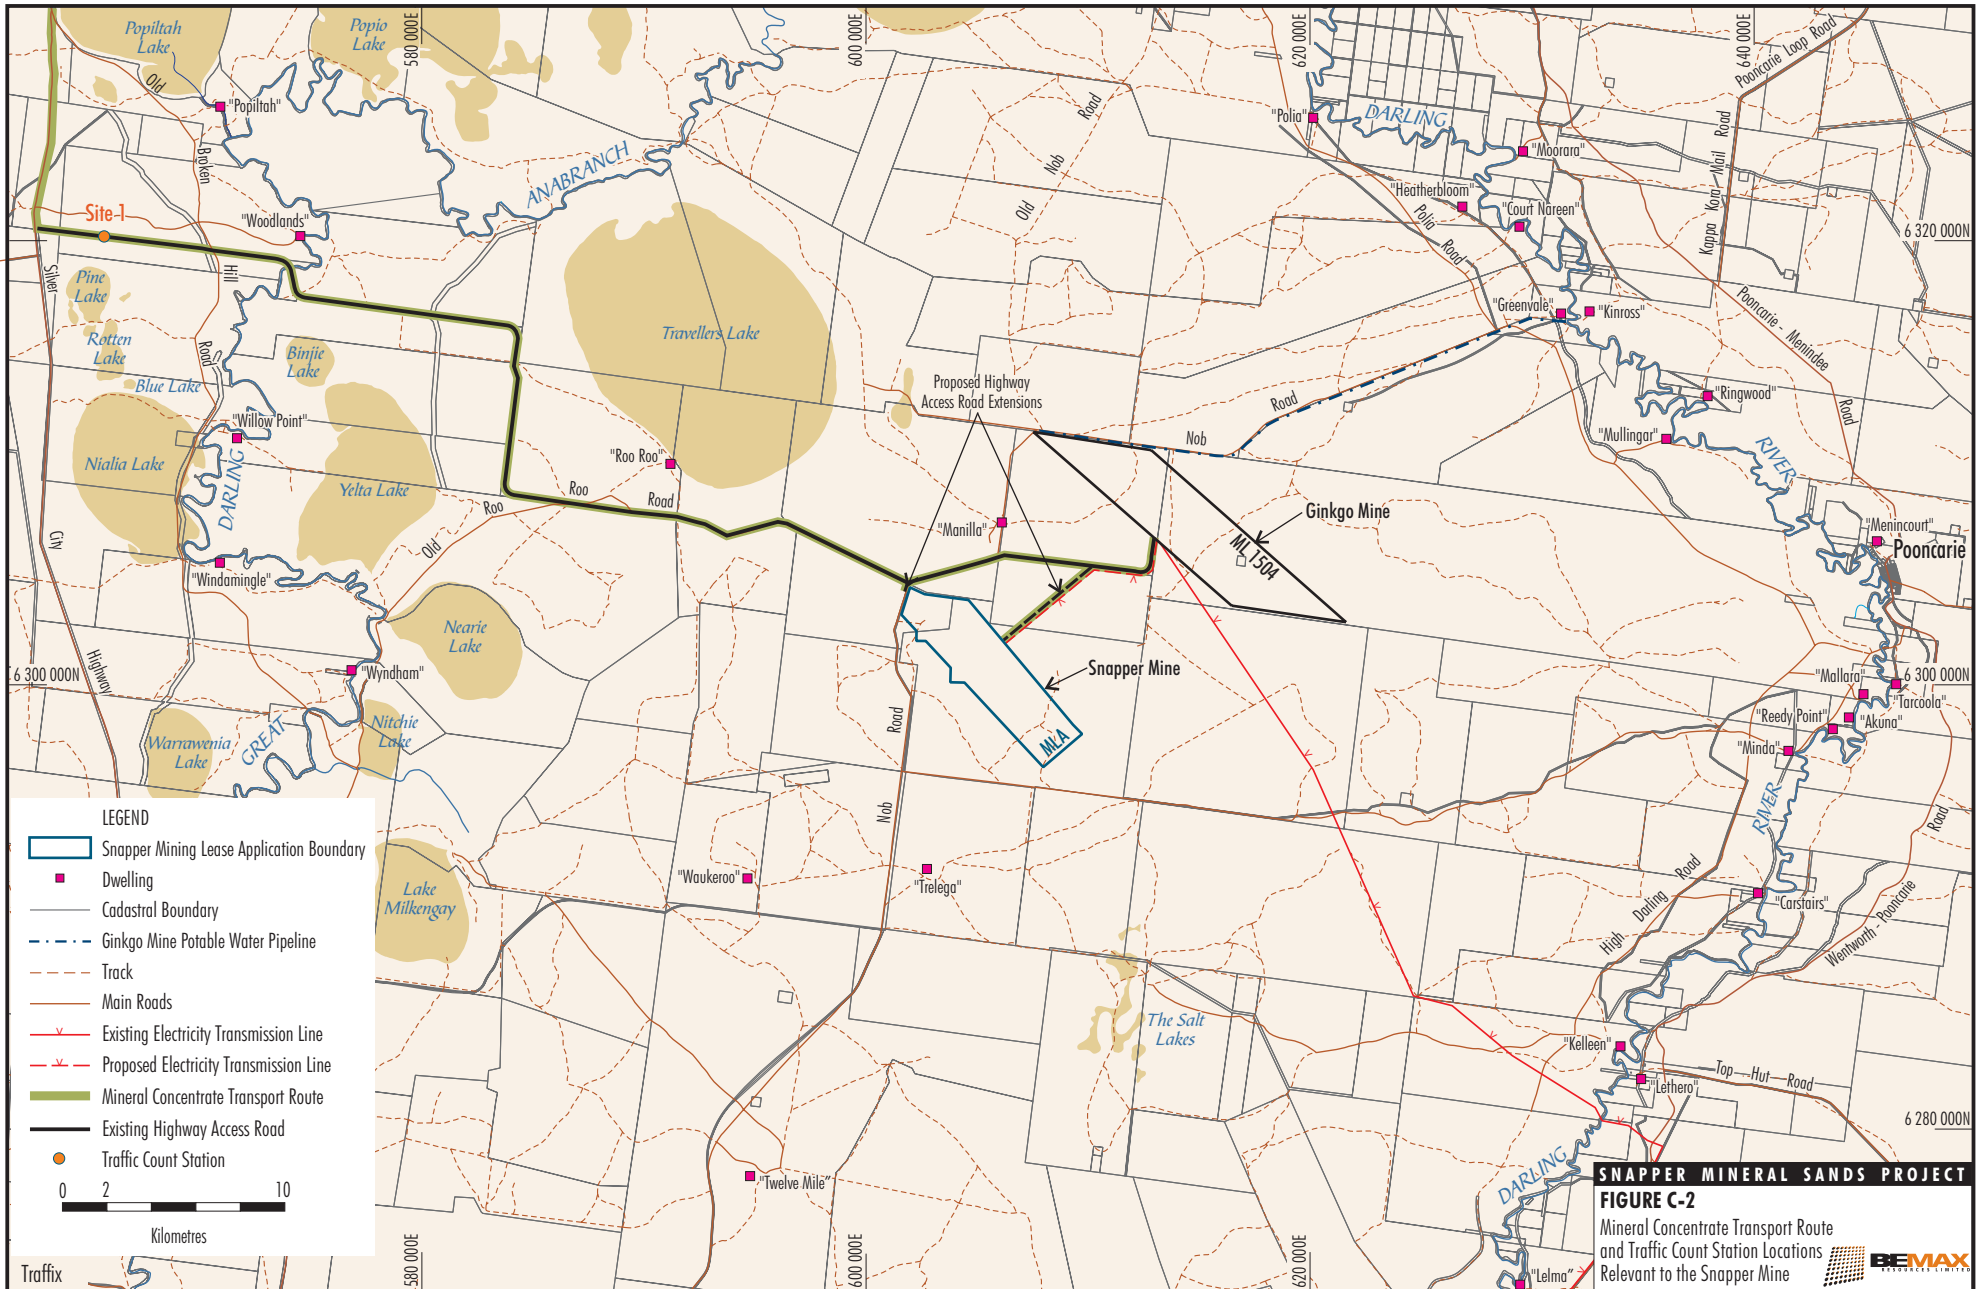 Popiltah
Lake
Popio
Lake
580 000E
600 000E
620 000E
640 000E
Pooncarie Loop Road
Old
"Popiltah"
Broken
ANABRANCH
Nob
Road
Old
"Polia"
DARLING
"Moorara"
"Heatherbloom"
"Court Nareen"
Polia
Road
Kappa Kora Mail Road
6 320 000N
Site 1
"Woodlands"
Silver
Hill
Pine
Lake
Rotten
Lake
Road
Binjie
Lake
Blue Lake
Travellers Lake
"Greenvale"
"Kinross"
Pooncarie - Menindee
Road
Proposed Highway
Access Road Extensions
Road
Nob
"Ringwood"
"Mullingar"
RIVER
"Willow Point"
Nialia Lake
DARLING
Yelta Lake
"Roo Roo"
Roo
Road
Roo
Old
City
"Manilla"
Ginkgo Mine
ML 1504
"Menincourt"
Pooncarie
"Windamingle"
Nearie
Lake
6 300 000N
Highway
"Wyndham"
Nitchie
Lake
Warrawenia
Lake
GREAT
Snapper Mine
MLA
Road
Nob
"Mallara"
6 300 000N
"Tarcoola"
"Reedy Point"
"Akuna"
"Minda"
RIVER
Road
LEGEND
Snapper Mining Lease Application Boundary
Dwelling
Cadastral Boundary
Ginkgo Mine Potable Water Pipeline
Track
Main Roads
Existing Electricity Transmission Line
Proposed Electricity Transmission Line
Mineral Concentrate Transport Route
Existing Highway Access Road
Traffic Count Station
0 2 10
Kilometres
Lake
Milkengay
"Waukeroo"
"Trelega"
High Darling Road
"Carstairs"
Wentworth - Pooncarie
The Salt
Lakes
"Kelleen"
"Lethero"
Top Hut Road
6 280 000N
"Twelve Mile"
DARLING
"Lelma"
580 000E
600 000E
620 000E
Traffix
SNAPPER MINERAL SANDS PROJECT
FIGURE C-2
Mineral Concentrate Transport Route
and Traffic Count Station Locations
Relevant to the Snapper Mine
BEMAX
RESOURCES LIMITED